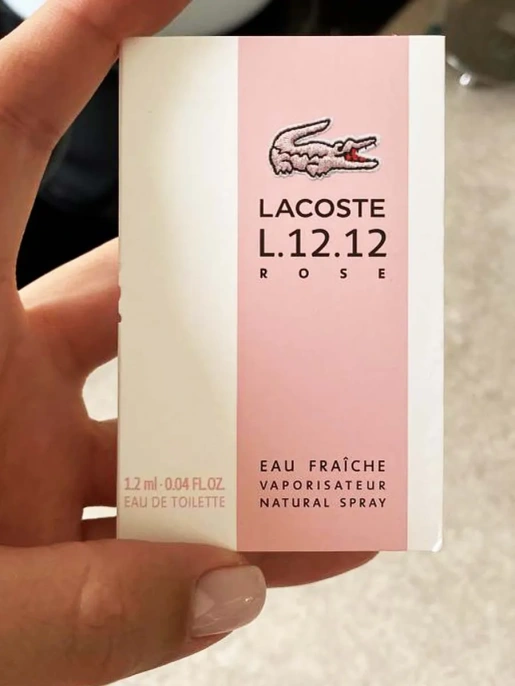 LACOSTE
L.12.12
ROSE
EAU FRAÎCHE
VAPORISATEUR
NATURAL SPRAY
1.2 ml - 0.04 FL.OZ.
EAU DE TOILETTE